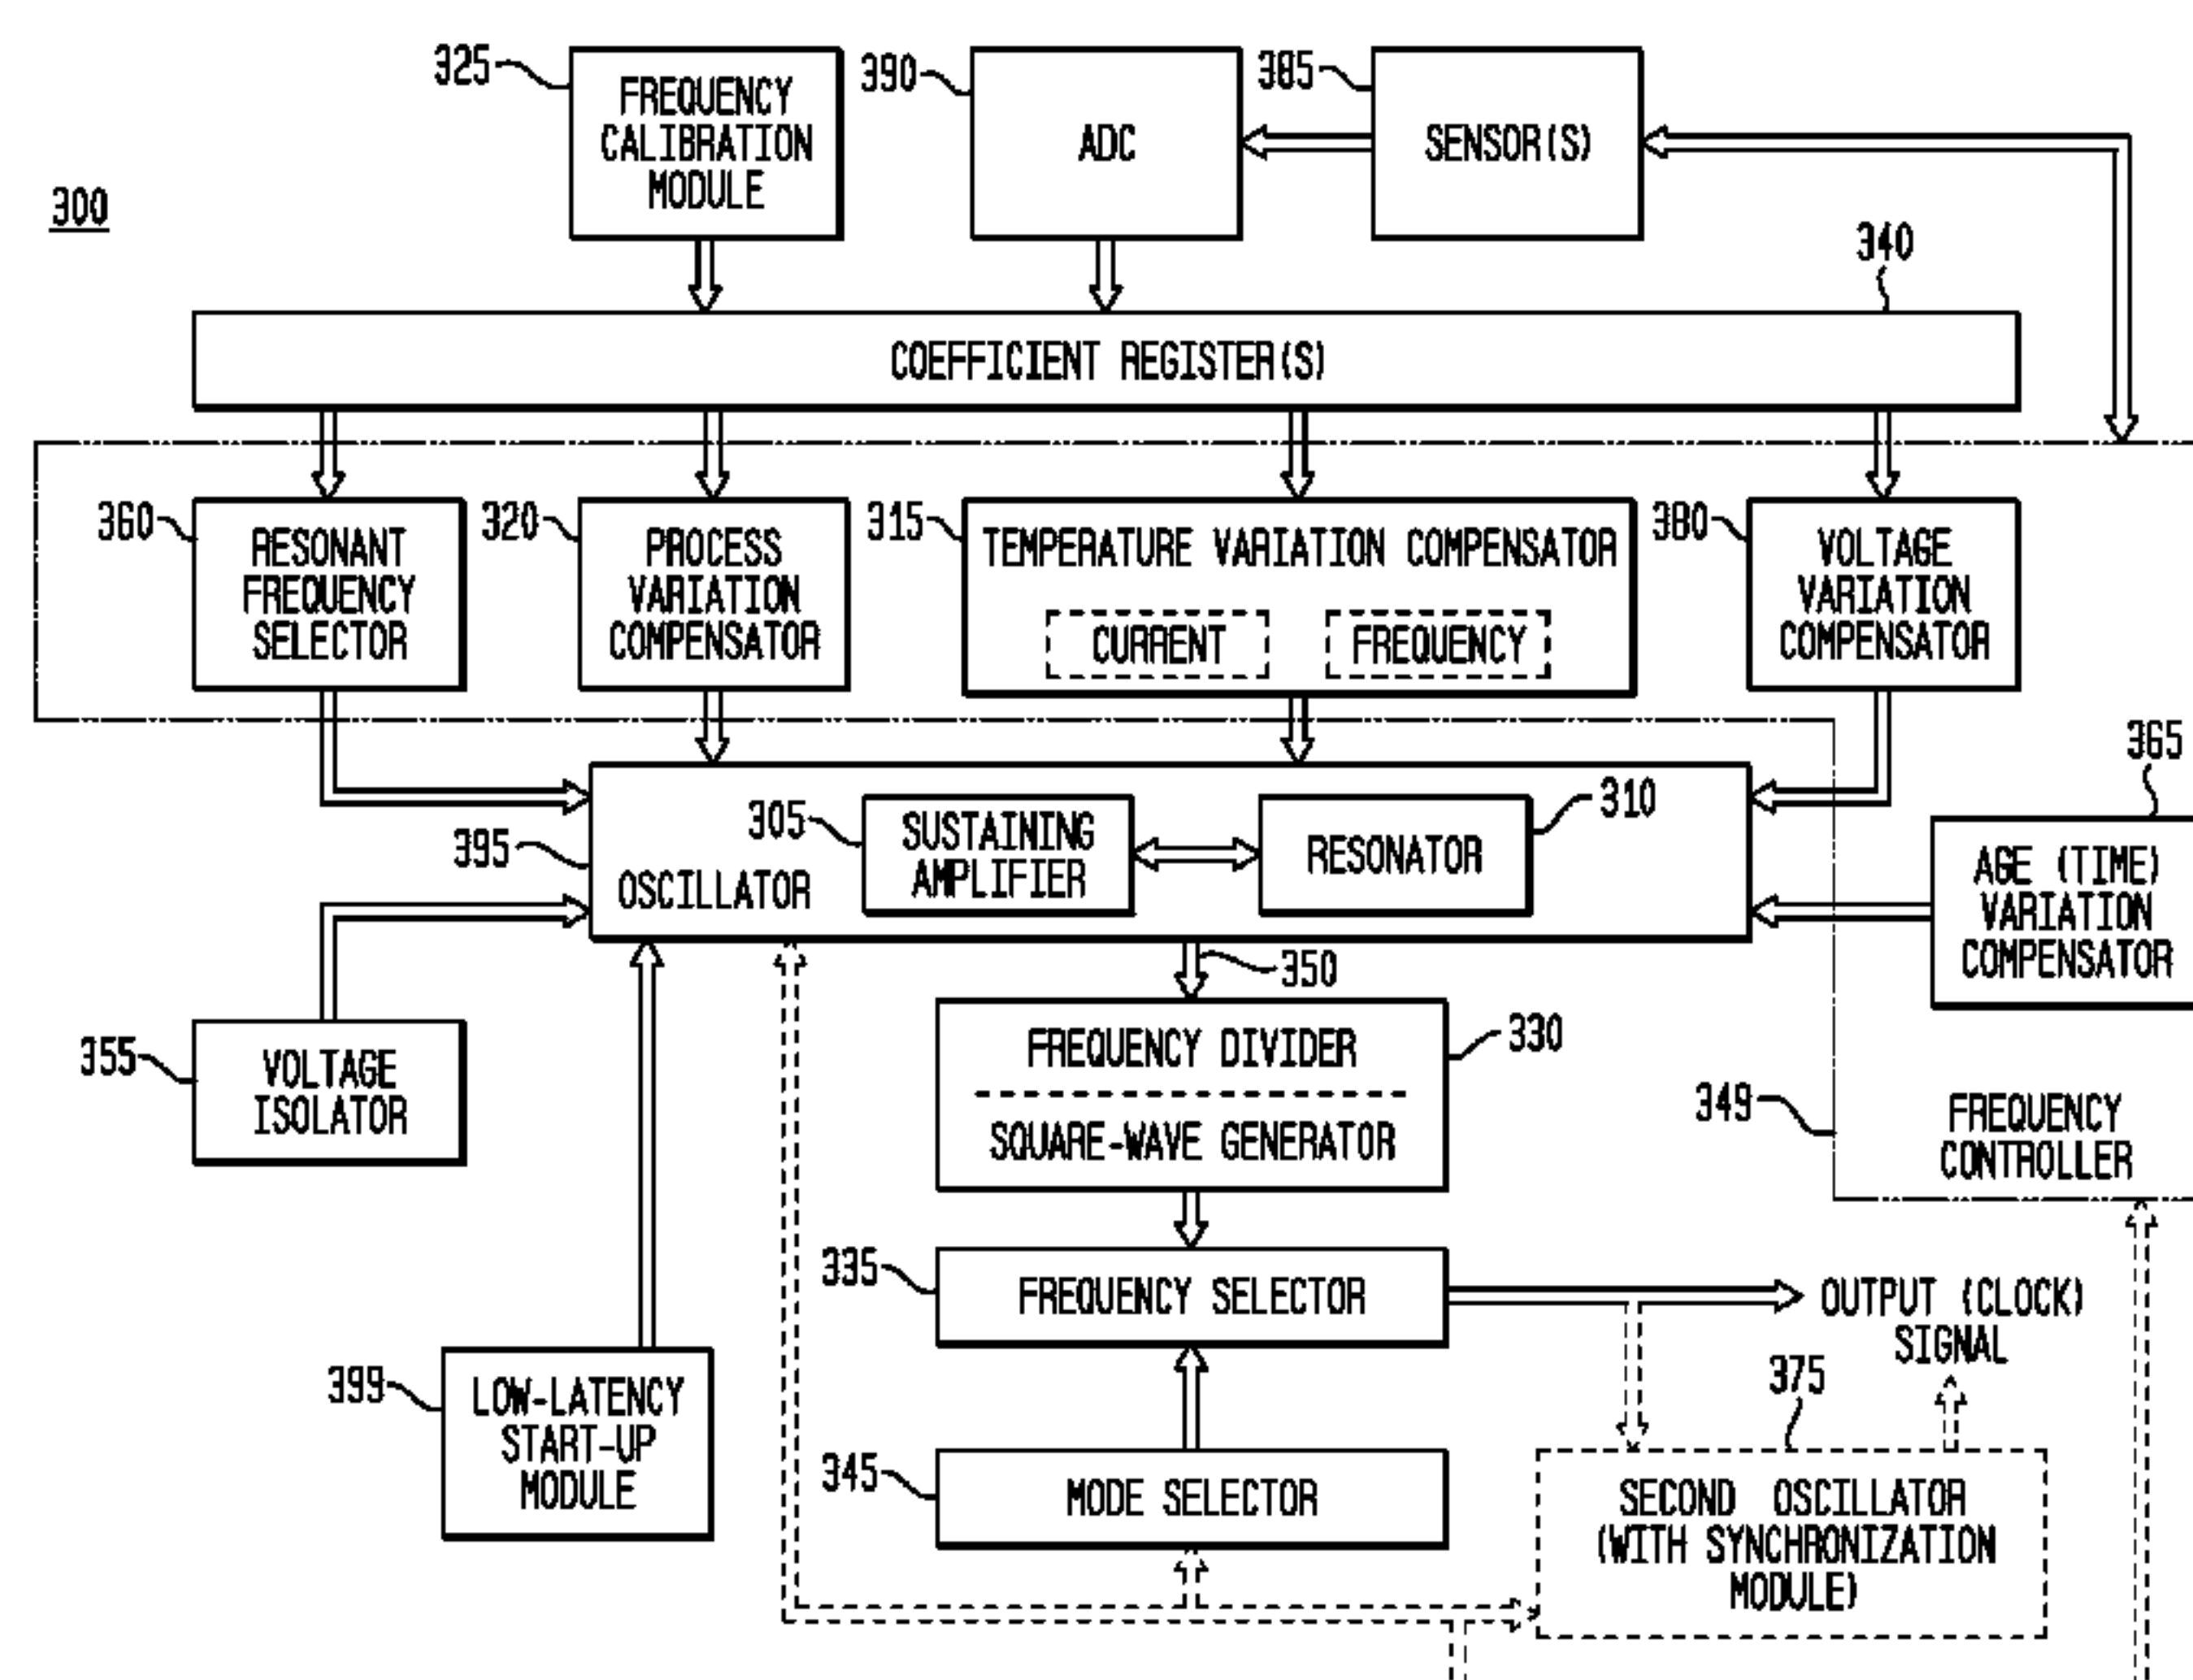 300
325
FREQUENCY
CALIBRATION
MODULE
390
ADC
385
SENSOR(S)
340
COEFFICIENT REGISTER(S)
360
RESONANT
FREQUENCY
SELECTOR
320
PROCESS
VARIATION
COMPENSATOR
315
TEMPERATURE VARIATION COMPENSATOR
CURRENT
FREQUENCY
380
VOLTAGE
VARIATION
COMPENSATOR
395
OSCILLATOR
305
SUSTAINING
AMPLIFIER
RESONATOR
310
365
AGE (TIME)
VARIATION
COMPENSATOR
350
355
VOLTAGE
ISOLATOR
FREQUENCY DIVIDER
SQUARE-WAVE GENERATOR
330
349
FREQUENCY
CONTROLLER
335
FREQUENCY SELECTOR
OUTPUT (CLOCK)
SIGNAL
399
LOW-LATENCY
START-UP
MODULE
345
MODE SELECTOR
375
SECOND OSCILLATOR
(WITH SYNCHRONIZATION
MODULE)